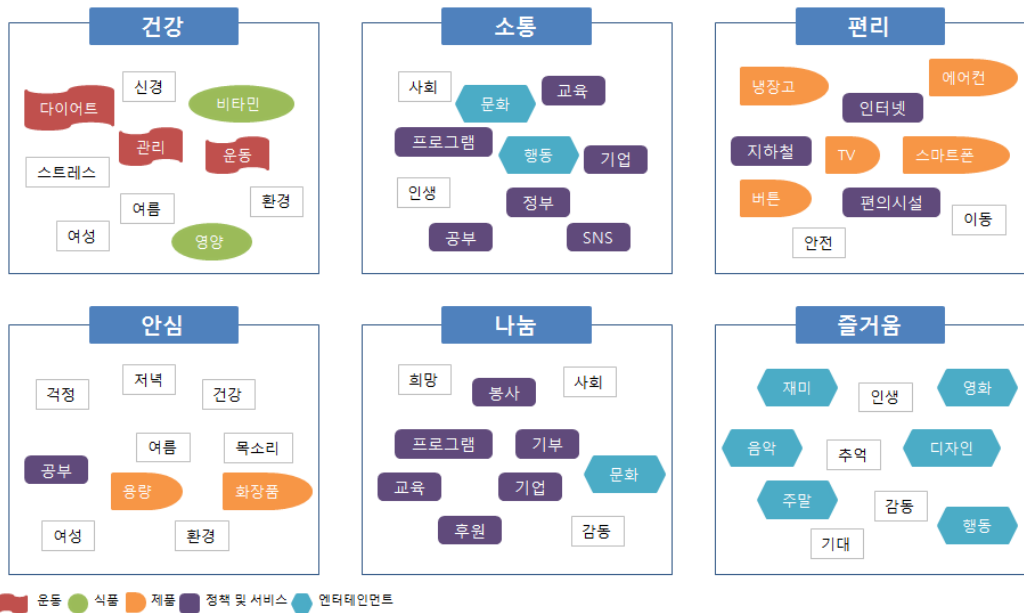 건강
신경
다이어트
비타민
관리
운동
스트레스
환경
여름
여성
영양
소통
사회
교육
문화
프로그램
행동
기업
인생
정부
공부
SNS
편리
냉장고
에어컨
인터넷
지하철
TV
스마트폰
버튼
편의시설
이동
안전
안심
걱정
저녁
건강
여름
목소리
공부
용량
화장품
여성
환경
나눔
희망
봉사
사회
프로그램
기부
문화
교육
기업
후원
감동
즐거움
재미
인생
영화
음악
추억
디자인
주말
감동
행동
기대
운동 식품 제품 정책 및 서비스 엔터테인먼트